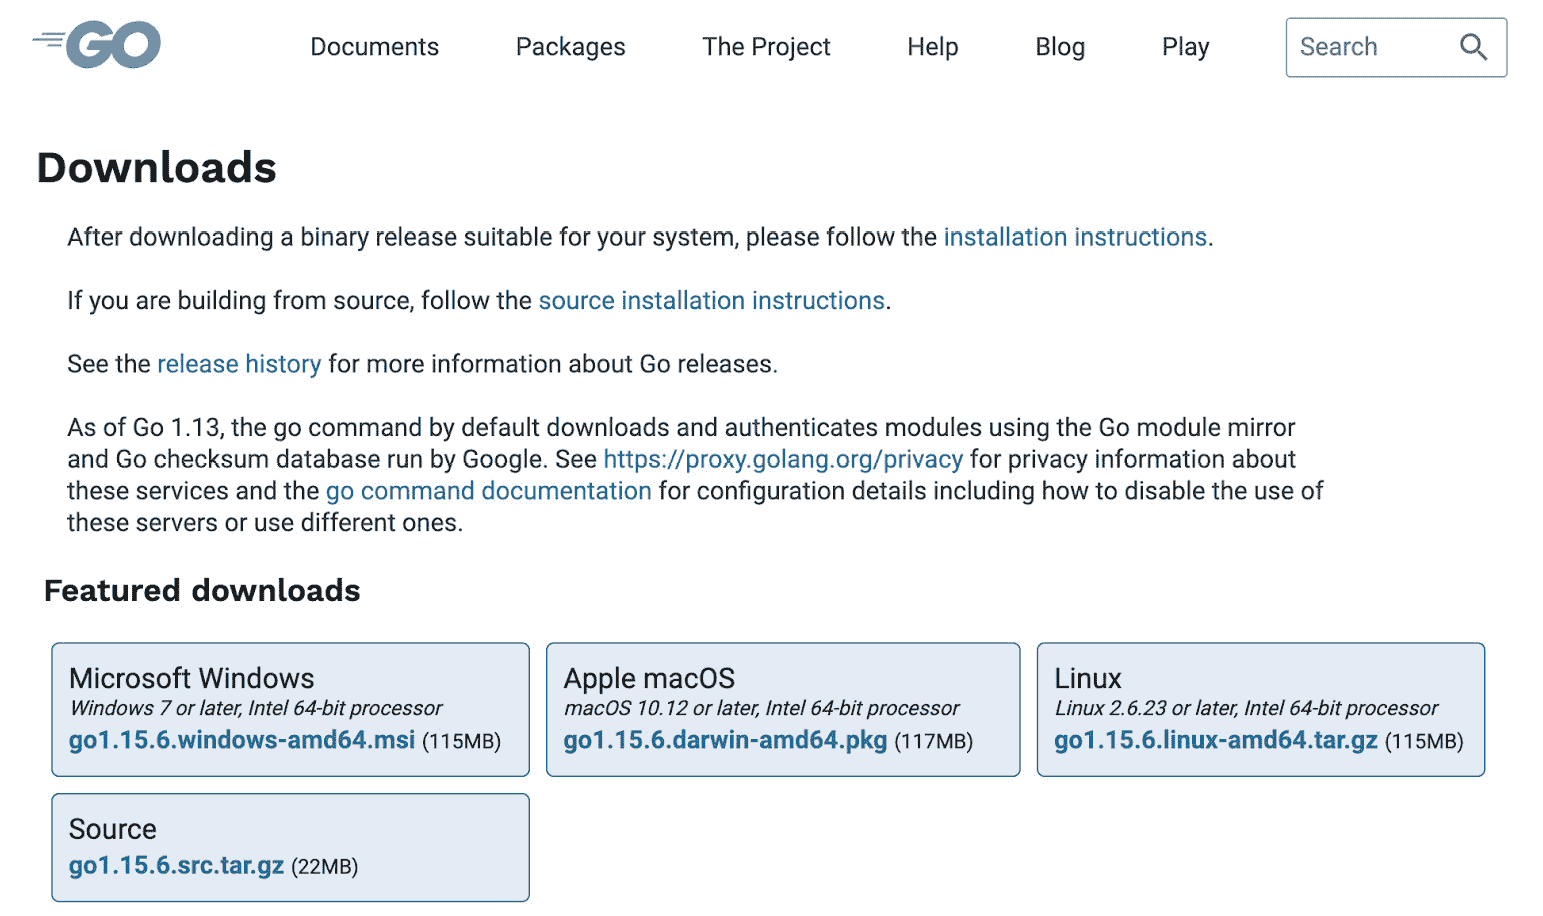 GO
Documents Packages The Project Help Blog Play Search
Downloads
After downloading a binary release suitable for your system, please follow the installation instructions.
If you are building from source, follow the source installation instructions.
See the release history for more information about Go releases.
As of Go 1.13, the go command by default downloads and authenticates modules using the Go module mirror
and Go checksum database run by Google. See https://proxy.golang.org/privacy for privacy information about
these services and the go command documentation for configuration details including how to disable the use of
these servers or use different ones.
Featured downloads
Microsoft Windows
Windows 7 or later, Intel 64-bit processor
go1.15.6.windows-amd64.msi (115MB)
Apple macOS
macOS 10.12 or later, Intel 64-bit processor
go1.15.6.darwin-amd64.pkg (117MB)
Linux
Linux 2.6.23 or later, Intel 64-bit processor
go1.15.6.linux-amd64.tar.gz (115MB)
Source
go1.15.6.src.tar.gz (22MB)